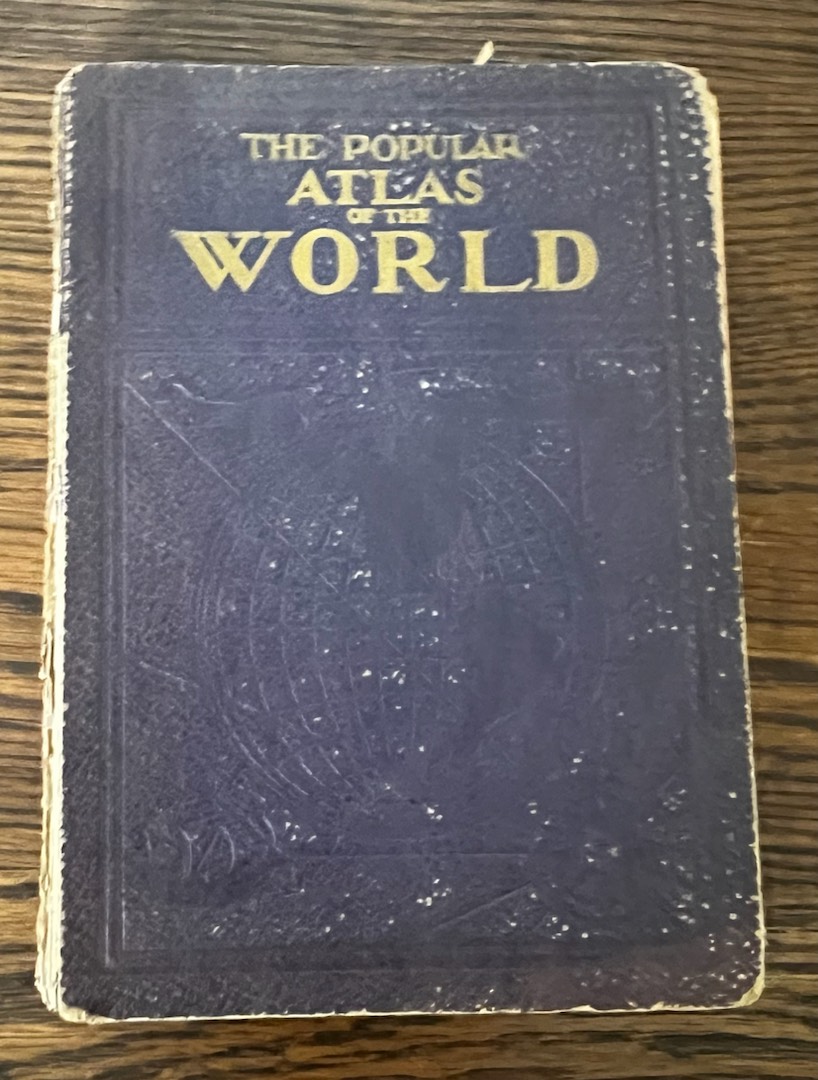 THE POPULAR
ATLAS
OF THE
WORLD